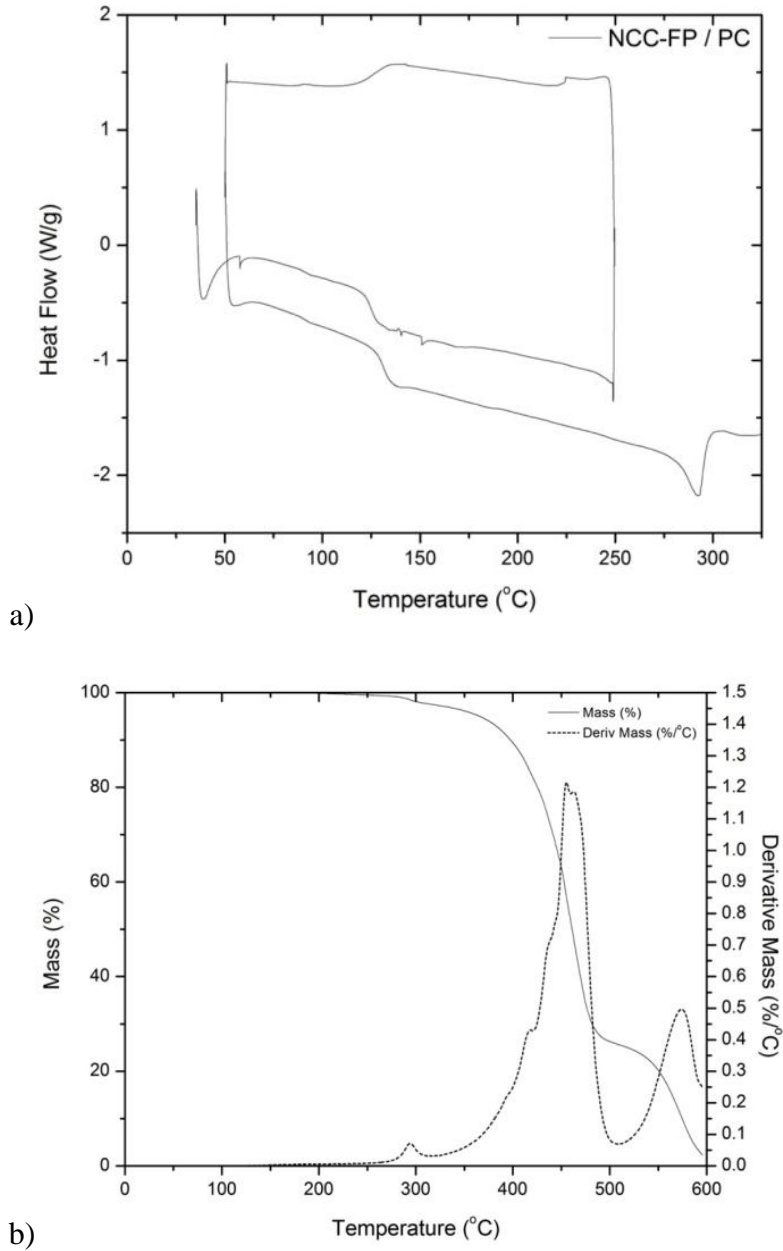 NCC-FP / PC
2
1
0
-1
-2
Heat Flow (W/g)
0 50 100 150 200 250 300
Temperature (°C)
a)
100
80
60
40
20
0
Mass (%)
Mass (%)
Deriv Mass (%/°C)
1.5
1.4
1.3
1.2
1.1
1.0
0.9
0.8
0.7
0.6
0.5
0.4
0.3
0.2
0.1
0.0
Derivative Mass (%/°C)
0 100 200 300 400 500 600
Temperature (°C)
b)